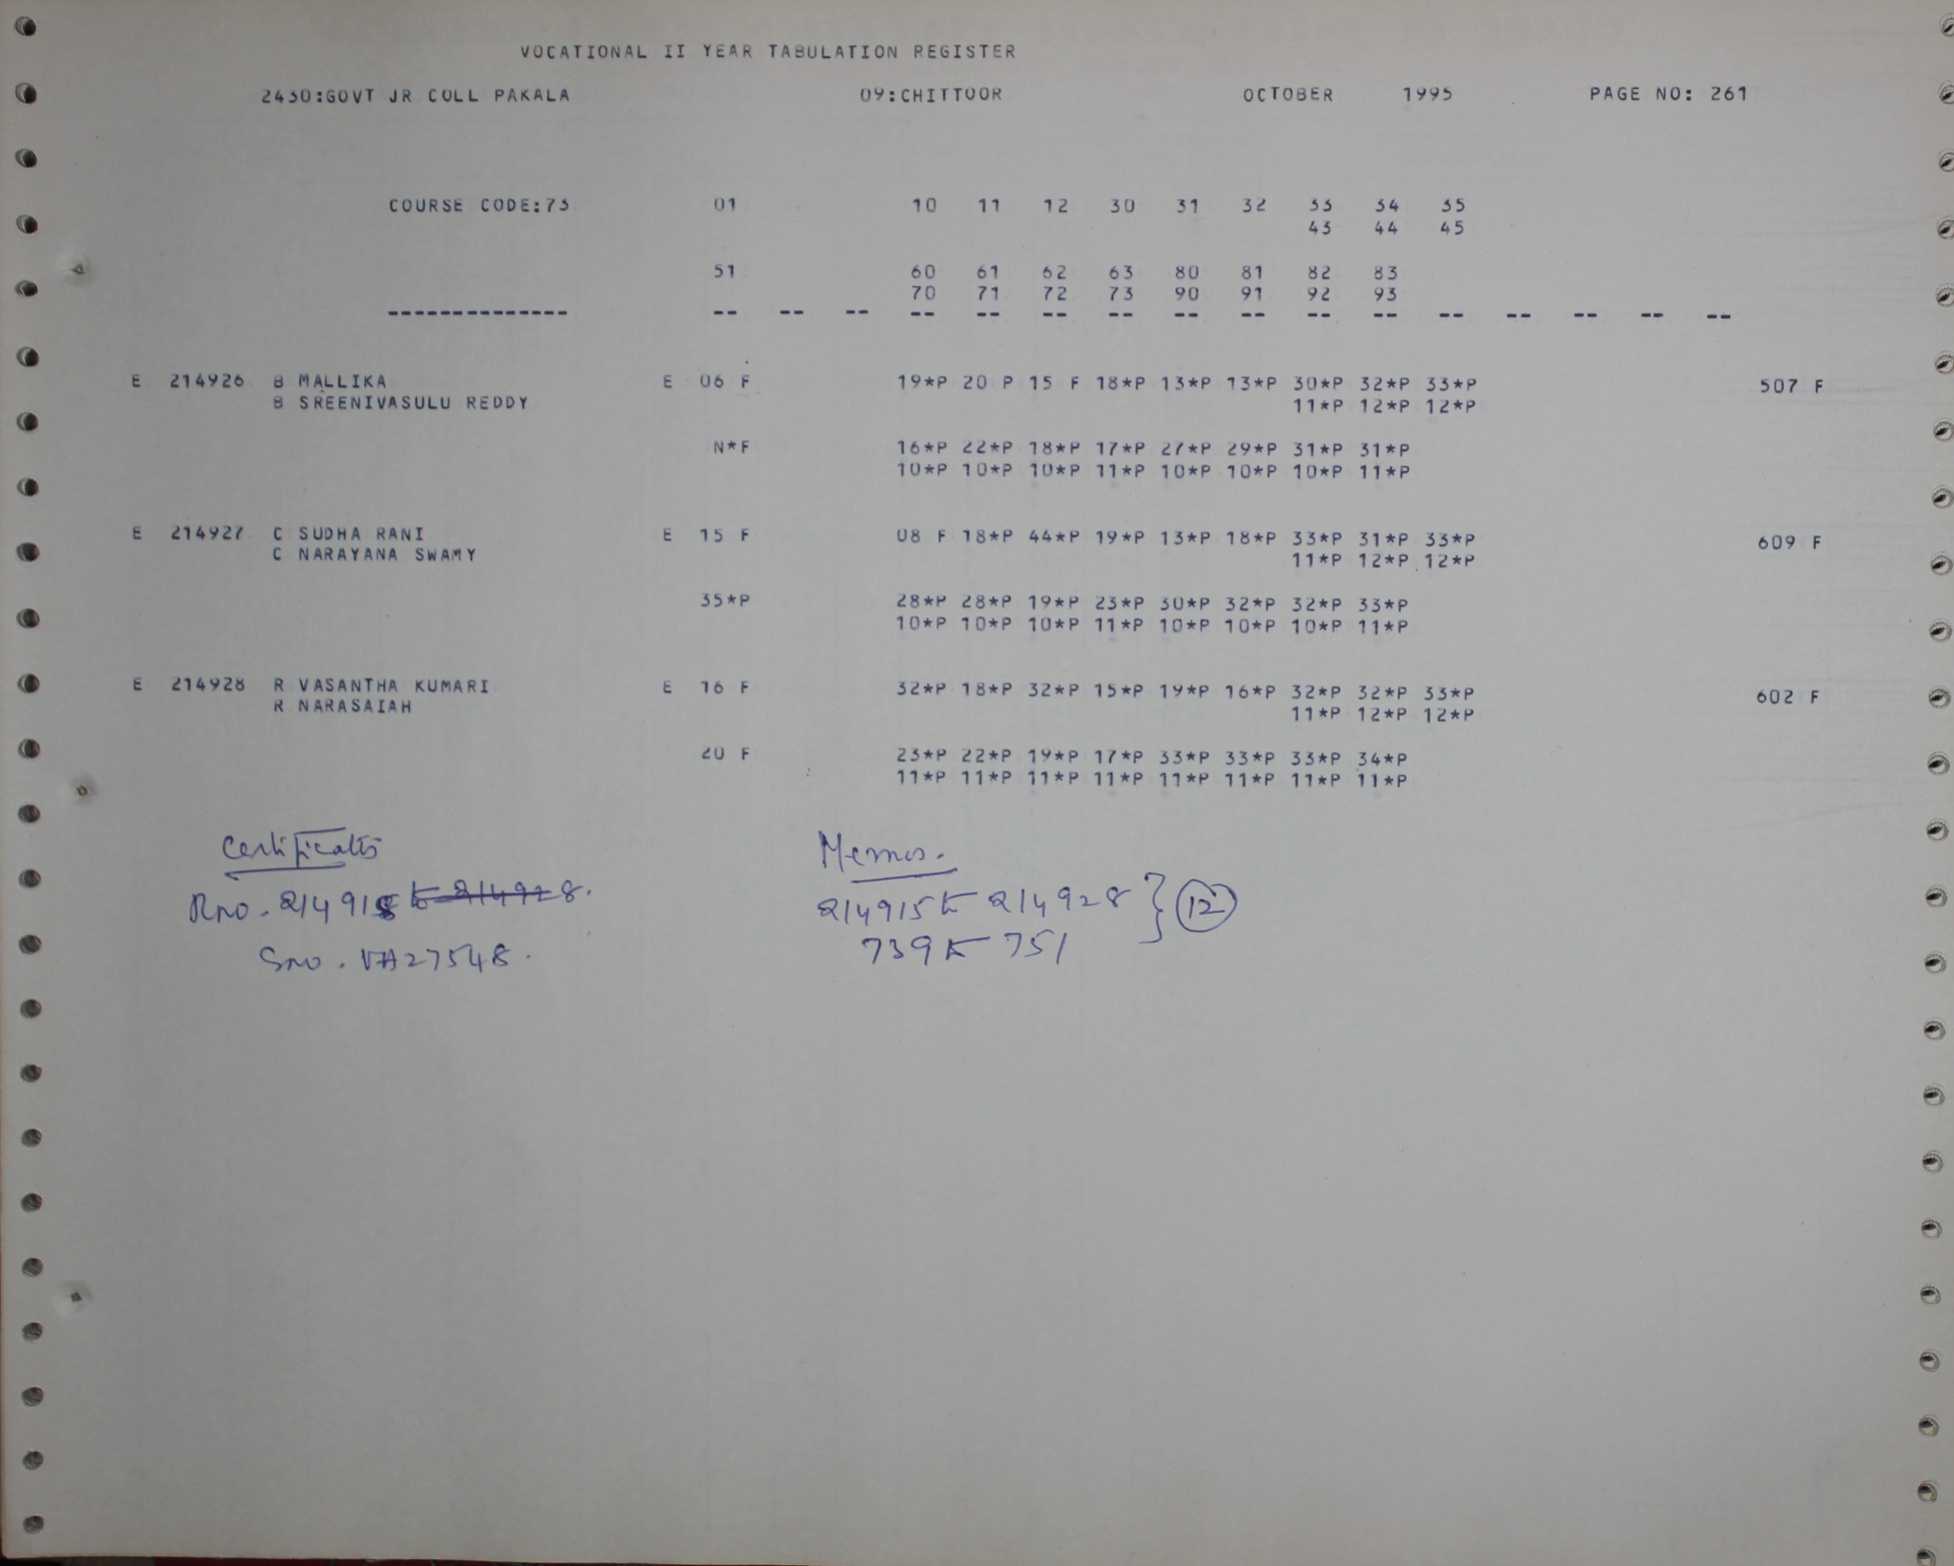 VOCATIONAL II YEAR TABULATION REGISTER
2430:GOVT JR COLL PAKALA 09:CHITTOOR OCTOBER 1995 PAGE NO: 261
COURSE CODE:73 01 10 11 12 30 31 32 33 34 35
43 44 45
51 60 61 62 63 80 81 82 83
70 71 72 73 90 91 92 93
-------------- -- -- -- -- -- -- -- -- -- -- -- -- -- -- -- --
E 214926 B MALLIKA E 06 F 19*P 20 P 15 F 18*P 13*P 13*P 30*P 32*P 33*P 507 F
B SREENIVASULU REDDY 11*P 12*P 12*P
N*F 16*P 22*P 18*P 17*P 27*P 29*P 31*P 31*P
10*P 10*P 10*P 11*P 10*P 10*P 10*P 11*P
E 214927 C SUDHA RANI E 15 F 08 F 18*P 44*P 19*P 13*P 18*P 33*P 31*P 33*P 609 F
C NARAYANA SWAMY 11*P 12*P 12*P
35*P 28*P 28*P 19*P 23*P 30*P 32*P 32*P 33*P
10*P 10*P 10*P 11*P 10*P 10*P 10*P 11*P
E 214928 R VASANTHA KUMARI E 16 F 32*P 18*P 32*P 15*P 19*P 16*P 32*P 32*P 33*P 602 F
R NARASAIAH 11*P 12*P 12*P
20 F 23*P 22*P 19*P 17*P 33*P 33*P 33*P 34*P
11*P 11*P 11*P 11*P 11*P 11*P 11*P 11*P
Certificates Memos.
Rno. 214918 to 214928. 214915 to 214928 } 12
Sno. VA27548. 739 to 751